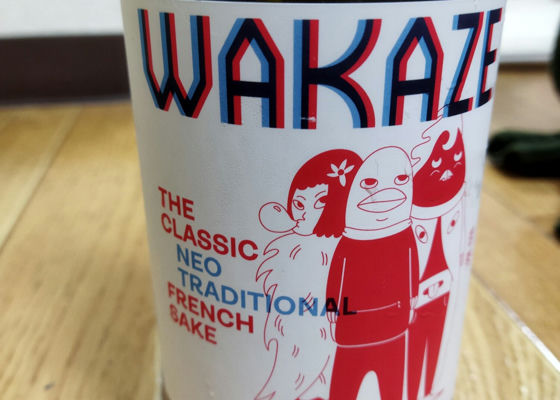 WAKAZE
THE
CLASSIC
NEO
TRADITIONAL
FRENCH
SAKE